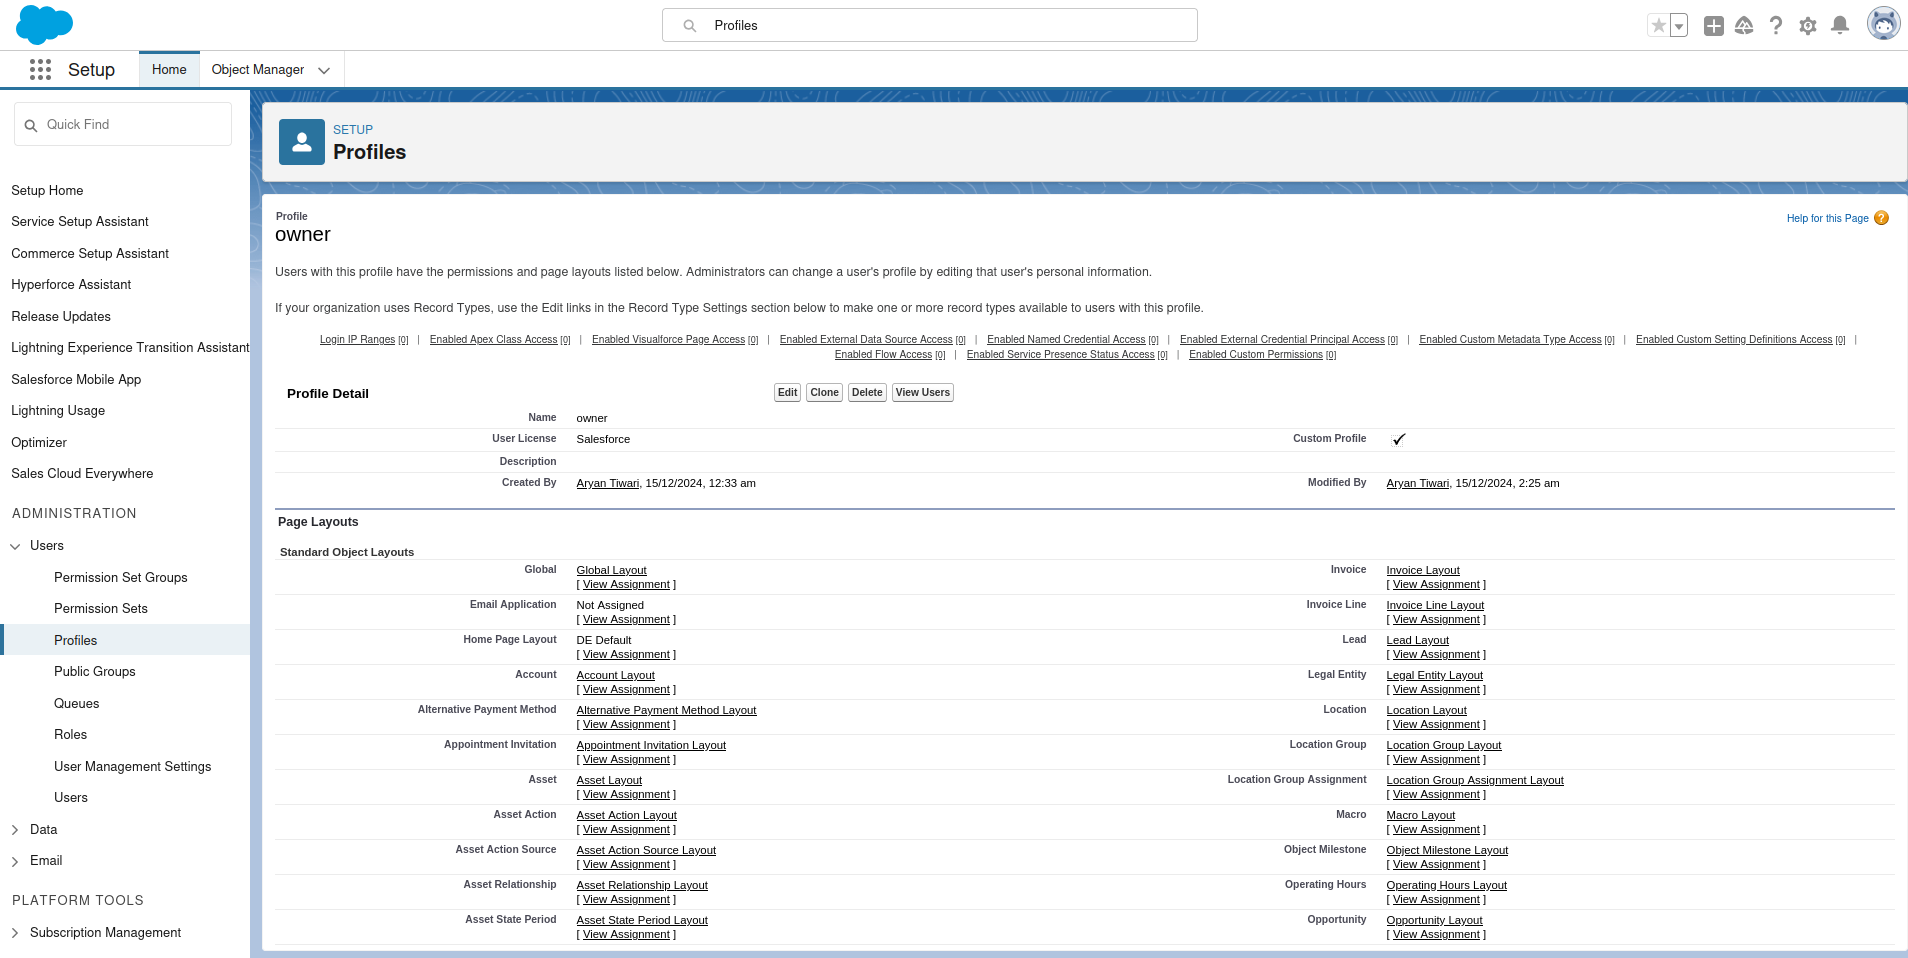 Profiles
Setup
Home
Object Manager
Quick Find
Setup Home
Service Setup Assistant
Commerce Setup Assistant
Hyperforce Assistant
Release Updates
Lightning Experience Transition Assistant
Salesforce Mobile App
Lightning Usage
Optimizer
Sales Cloud Everywhere
ADMINISTRATION
Users
Permission Set Groups
Permission Sets
Profiles
Public Groups
Queues
Roles
User Management Settings
Users
Data
Email
PLATFORM TOOLS
Subscription Management
SETUP
Profiles
Profile
owner
Help for this Page ?
Users with this profile have the permissions and page layouts listed below. Administrators can change a user's profile by editing that user's personal information.
If your organization uses Record Types, use the Edit links in the Record Type Settings section below to make one or more record types available to users with this profile.
Login IP Ranges [0] | Enabled Apex Class Access [0] | Enabled Visualforce Page Access [0] | Enabled External Data Source Access [0] | Enabled Named Credential Access [0] | Enabled External Credential Principal Access [0] | Enabled Custom Metadata Type Access [0] | Enabled Custom Setting Definitions Access [0] |
Enabled Flow Access [0] | Enabled Service Presence Status Access [0] | Enabled Custom Permissions [0]
Profile Detail Edit Clone Delete View Users
Name owner
User License Salesforce Custom Profile
Description
Created By Aryan Tiwari, 15/12/2024, 12:33 am Modified By Aryan Tiwari, 15/12/2024, 2:25 am
Page Layouts
Standard Object Layouts
Global Global Layout Invoice Invoice Layout
[ View Assignment ] [ View Assignment ]
Email Application Not Assigned Invoice Line Invoice Line Layout
[ View Assignment ] [ View Assignment ]
Home Page Layout DE Default Lead Lead Layout
[ View Assignment ] [ View Assignment ]
Account Account Layout Legal Entity Legal Entity Layout
[ View Assignment ] [ View Assignment ]
Alternative Payment Method Alternative Payment Method Layout Location Location Layout
[ View Assignment ] [ View Assignment ]
Appointment Invitation Appointment Invitation Layout Location Group Location Group Layout
[ View Assignment ] [ View Assignment ]
Asset Asset Layout Location Group Assignment Location Group Assignment Layout
[ View Assignment ] [ View Assignment ]
Asset Action Asset Action Layout Macro Macro Layout
[ View Assignment ] [ View Assignment ]
Asset Action Source Asset Action Source Layout Object Milestone Object Milestone Layout
[ View Assignment ] [ View Assignment ]
Asset Relationship Asset Relationship Layout Operating Hours Operating Hours Layout
[ View Assignment ] [ View Assignment ]
Asset State Period Asset State Period Layout Opportunity Opportunity Layout
[ View Assignment ] [ View Assignment ]